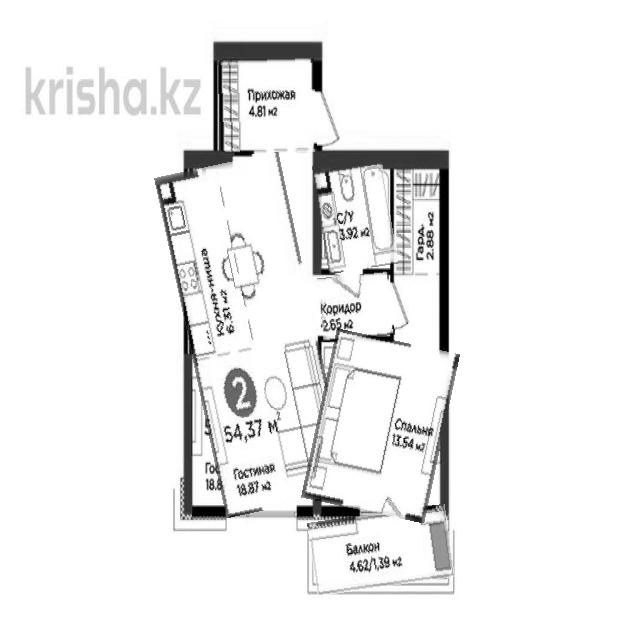 krisha.kz
Прихожая
4.81 м2
С/У
3.92 м2
Гард.
2.88 м2
Кухня-ниша
9.31 м2
Коридор
2.65 м2
2
54,37 м2
Спальня
13.54 м2
Гостиная
18.87 м2
Го
18.8
Балкон
4.62/1,39 м2